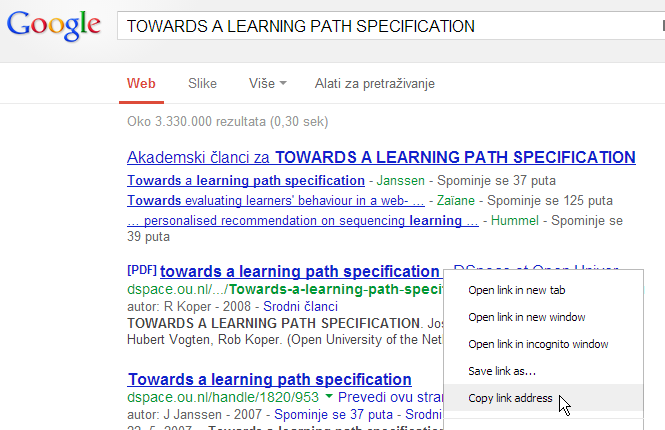 Google TOWARDS A LEARNING PATH SPECIFICATION
Web Slike Više Alati za pretraživanje
Oko 3.330.000 rezultata (0,30 sek)
Akademski članci za TOWARDS A LEARNING PATH SPECIFICATION
Towards a learning path specification - Janssen - Spominje se 37 puta
Towards evaluating learners' behaviour in a web- ... - Zaïane - Spominje se 125 puta
... personalised recommendation on sequencing learning ... - Hummel - Spominje se
39 puta
[PDF] towards a learning path specification - DSpace at Open Univer
dspace.ou.nl/.../Towards-a-learning-path-speci
autor: R Koper - 2008 - Srodni članci
TOWARDS A LEARNING PATH SPECIFICATION. Jos
Hubert Vogten, Rob Koper. (Open University of the Net
Towards a learning path specification
dspace.ou.nl/handle/1820/953 Prevedi ovu stran
autor: J Janssen - 2007 - Spominje se 37 puta - Srodni
Open link in new tab
Open link in new window
Open link in incognito window
Save link as...
Copy link address